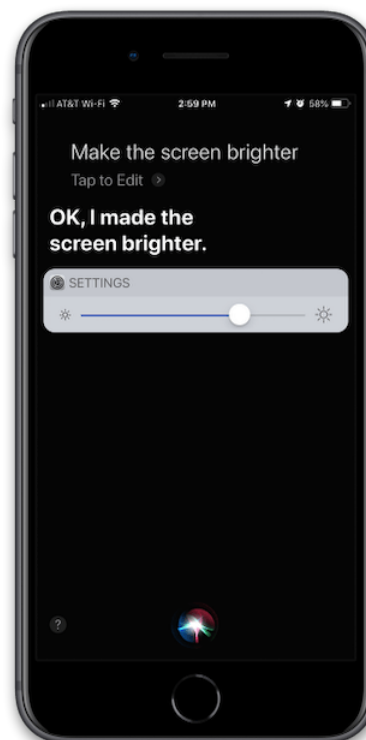 AT&T Wi-Fi 2:59 PM 58%
Make the screen brighter
Tap to Edit
OK, I made the
screen brighter.
SETTINGS
?